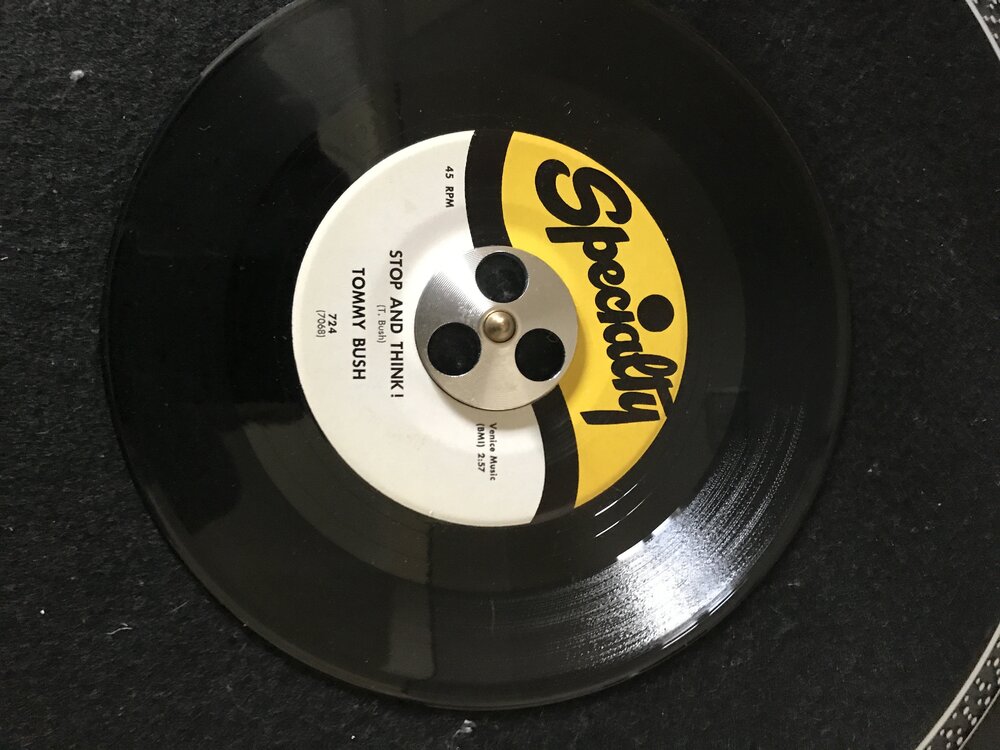 Specialty
45 RPM
Venice Music
(BMI) 2:57
STOP AND THINK!
(T. Bush)
TOMMY BUSH
724
(7068)